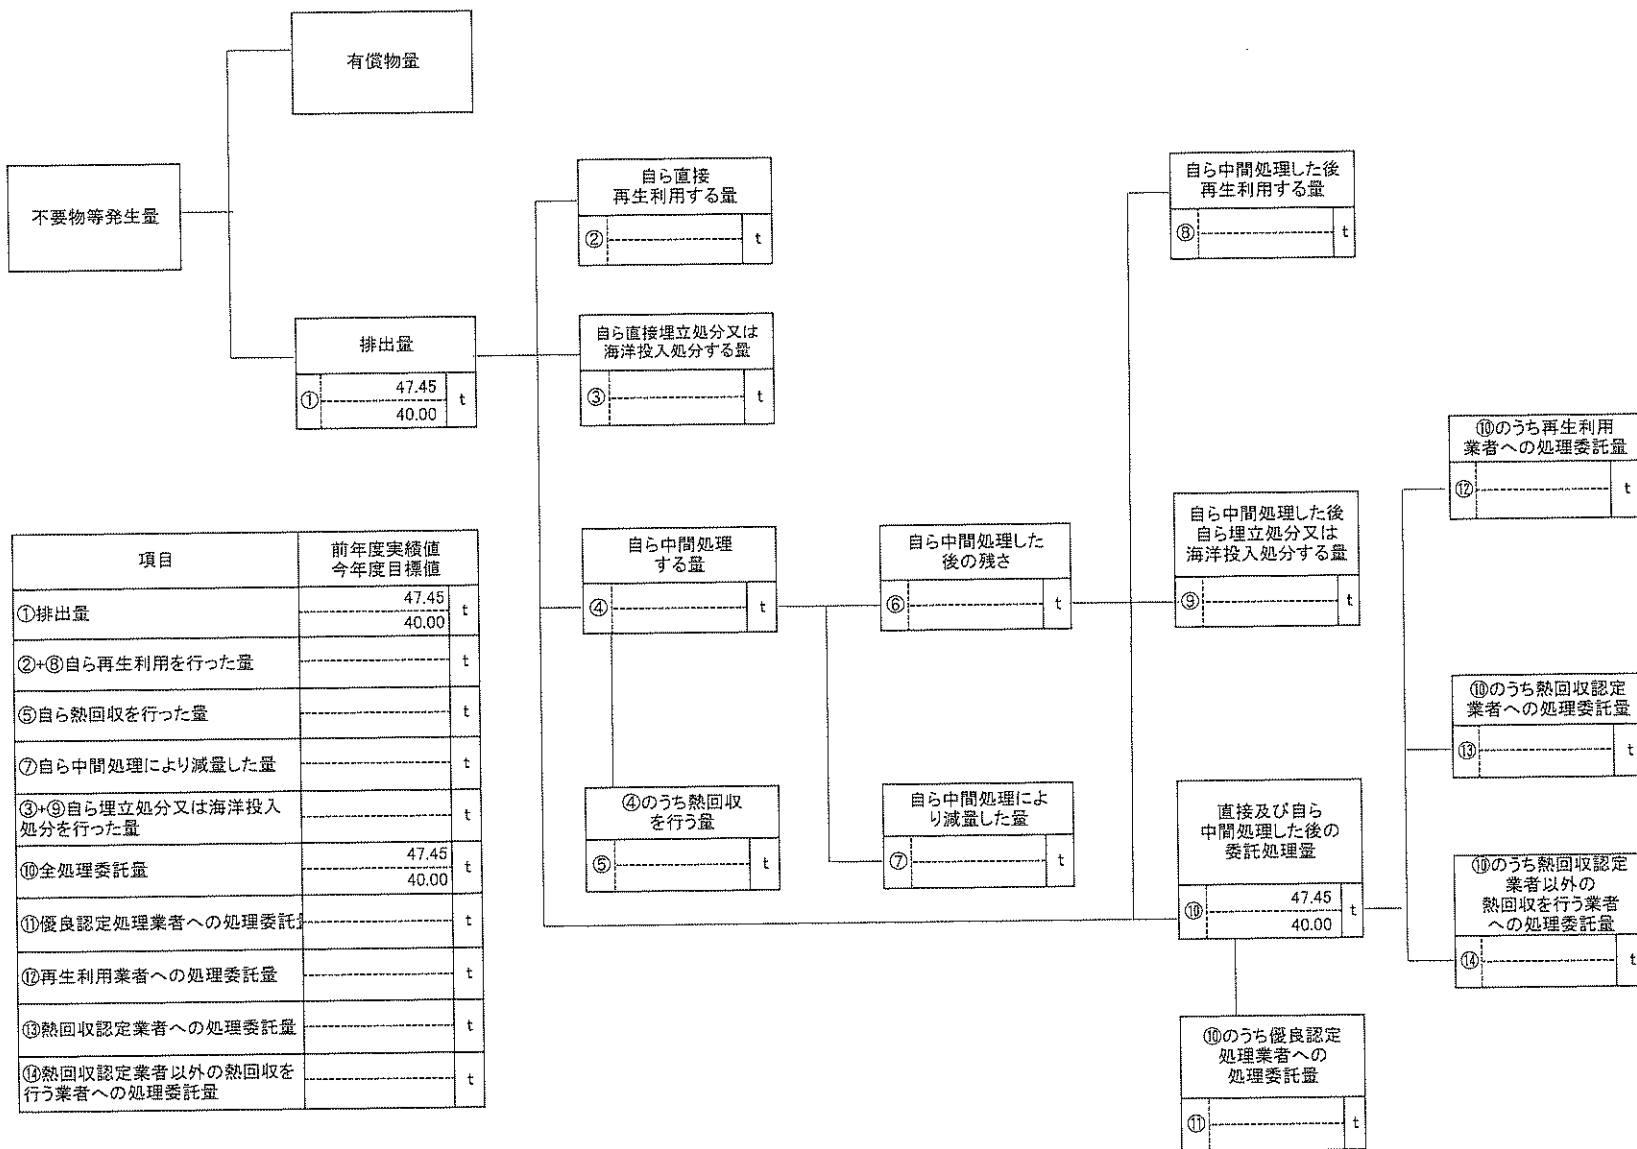 有償物量
不要物等発生量
排出量
①
47.45
40.00
t
自ら直接
再生利用する量
②
t
自ら直接埋立処分又は
海洋投入処分する量
③
t
自ら中間処理
する量
④
t
④のうち熱回収
を行う量
⑤
t
自ら中間処理した
後の残さ
⑥
t
自ら中間処理によ
り減量した量
⑦
t
自ら中間処理した後
再生利用する量
⑧
t
自ら中間処理した後
自ら埋立処分又は
海洋投入処分する量
⑨
t
直接及び自ら
中間処理した後の
委託処理量
⑩
47.45
40.00
t
⑩のうち優良認定
処理業者への
処理委託量
⑪
t
⑩のうち再生利用
業者への処理委託量
⑫
t
⑩のうち熱回収認定
業者への処理委託量
⑬
t
⑩のうち熱回収認定
業者以外の
熱回収を行う業者
への処理委託量
⑭
t
項目
前年度実績値
今年度目標値
①排出量
47.45
40.00
t
②+⑧自ら再生利用を行った量
t
⑤自ら熱回収を行った量
t
⑦自ら中間処理により減量した量
t
③+⑨自ら埋立処分又は海洋投入
処分を行った量
t
⑩全処理委託量
47.45
40.00
t
⑪優良認定処理業者への処理委託
t
⑫再生利用業者への処理委託量
t
⑬熱回収認定業者への処理委託量
t
⑭熱回収認定業者以外の熱回収を
行う業者への処理委託量
t